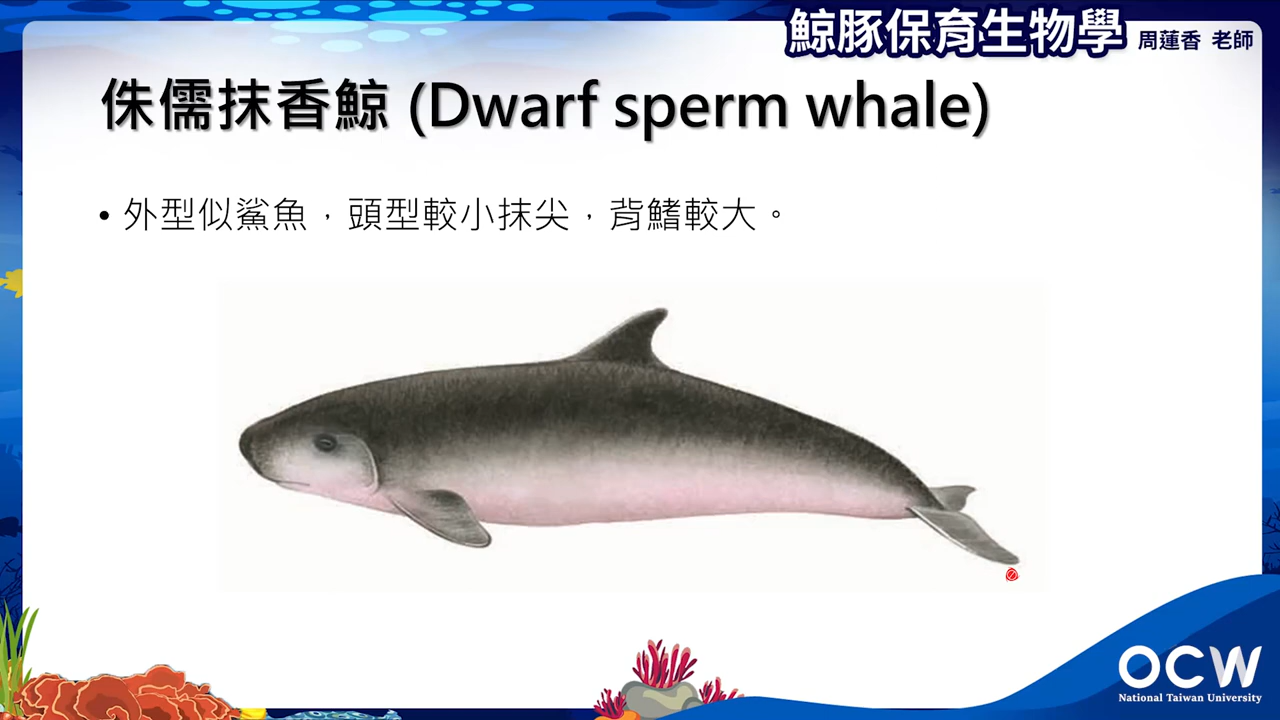 鯨豚保育生物學 周蓮香 老師
侏儒抹香鯨 (Dwarf sperm whale)
• 外型似鯊魚，頭型較小抹尖，背鰭較大。
OCW
National Taiwan University